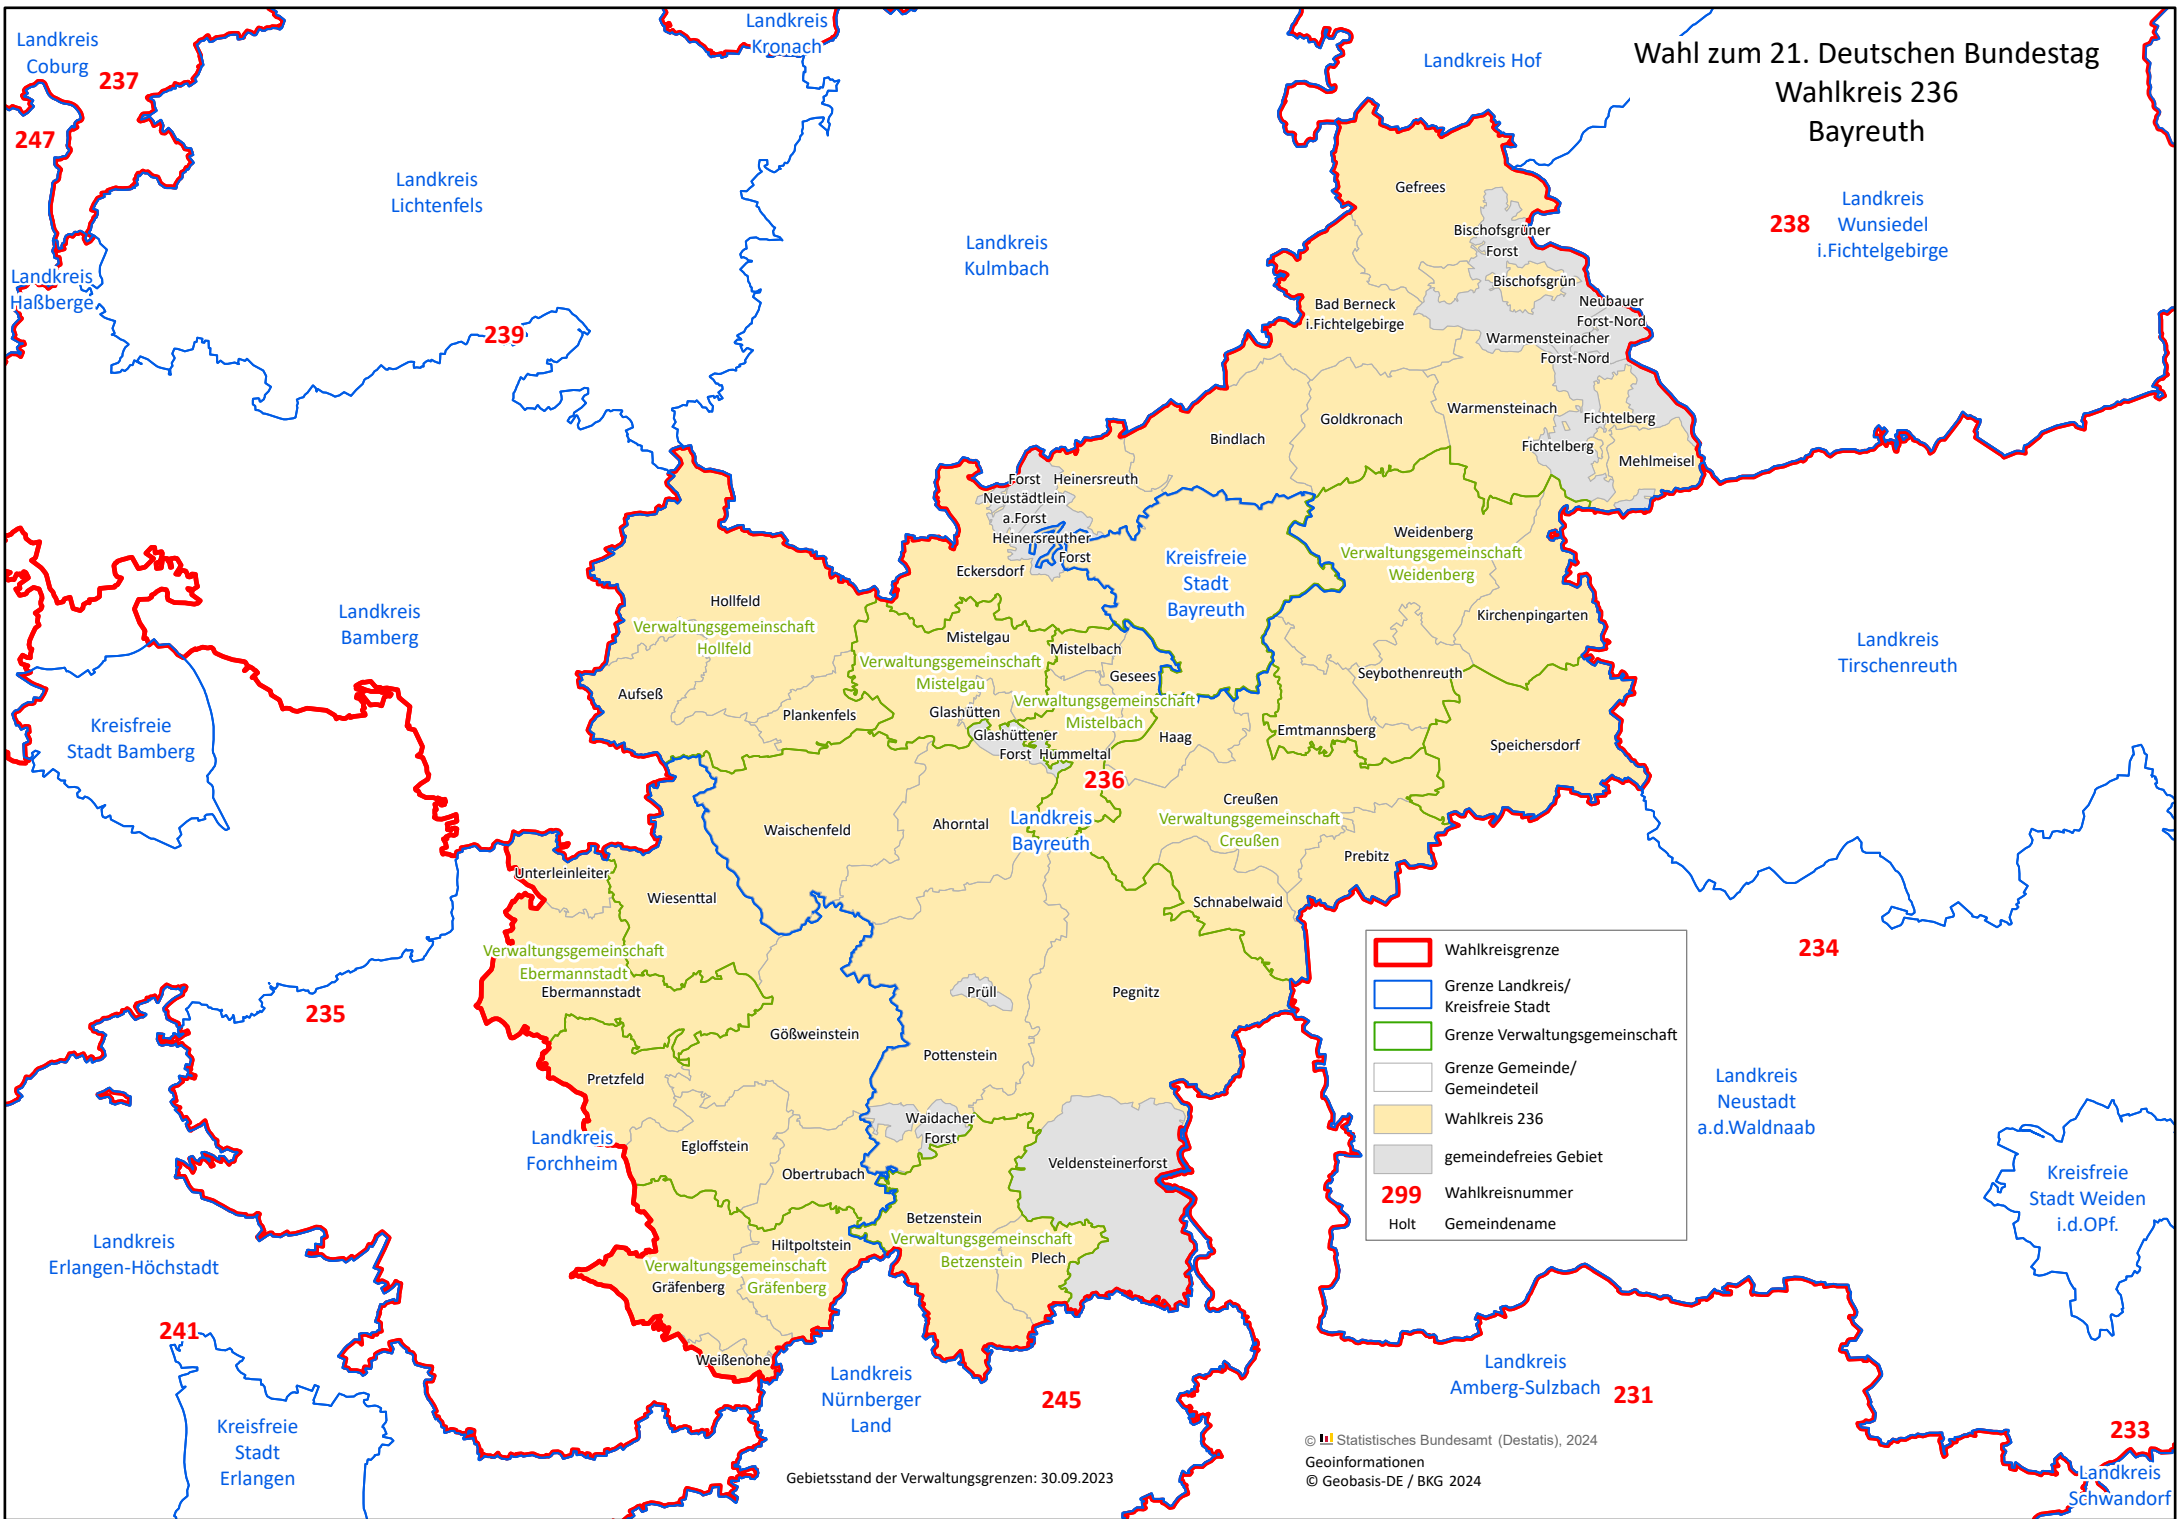 Wahl zum 21. Deutschen Bundestag
Wahlkreis 236
Bayreuth
Landkreis
Coburg
237
247
Landkreis
Kronach
Landkreis Hof
Landkreis
Lichtenfels
Landkreis
Kulmbach
238
Landkreis
Wunsiedel
i.Fichtelgebirge
Landkreis
Haßberge
239
Gefrees
Bischofsgrüner
Forst
Bischofsgrün
Neubauer
Forst-Nord
Bad Berneck
i.Fichtelgebirge
Warmensteinacher
Forst-Nord
Goldkronach
Warmensteinach
Fichtelberg
Fichtelberg
Mehlmeisel
Bindlach
Forst
Neustädtlein
a.Forst
Heinersreuth
Heinersreuther
Forst
Eckersdorf
Kreisfreie
Stadt
Bayreuth
Weidenberg
Verwaltungsgemeinschaft
Weidenberg
Kirchenpingarten
Landkreis
Bamberg
Hollfeld
Verwaltungsgemeinschaft
Hollfeld
Mistelgau
Verwaltungsgemeinschaft
Mistelgau
Mistelbach
Gesees
Verwaltungsgemeinschaft
Mistelbach
Seybothenreuth
Landkreis
Tirschenreuth
Aufseß
Plankenfels
Glashütten
Glashüttener
Forst
Hummeltal
Haag
Emtmannsberg
Speichersdorf
Kreisfreie
Stadt Bamberg
236
Landkreis
Bayreuth
Waischenfeld
Ahorntal
Creußen
Verwaltungsgemeinschaft
Creußen
Prebitz
Schnabelwaid
Unterleinleiter
Wiesenttal
Verwaltungsgemeinschaft
Ebermannstadt
Ebermannstadt
235
Prüll
Pegnitz
Gößweinstein
Pottenstein
Pretzfeld
Waidacher
Forst
Landkreis
Forchheim
Egloffstein
Obertrubach
Veldensteinerforst
Betzenstein
Verwaltungsgemeinschaft
Betzenstein
Plech
Hiltpoltstein
Verwaltungsgemeinschaft
Gräfenberg
Gräfenberg
Weißenohe
Landkreis
Erlangen-Höchstadt
241
Kreisfreie
Stadt
Erlangen
Landkreis
Nürnberger
Land
245
234
Landkreis
Neustadt
a.d.Waldnaab
Kreisfreie
Stadt Weiden
i.d.OPf.
Landkreis
Amberg-Sulzbach
231
233
Landkreis
Schwandorf
Wahlkreisgrenze
Grenze Landkreis/
Kreisfreie Stadt
Grenze Verwaltungsgemeinschaft
Grenze Gemeinde/
Gemeindeteil
Wahlkreis 236
gemeindefreies Gebiet
299 Wahlkreisnummer
Holt Gemeindename
Gebietsstand der Verwaltungsgrenzen: 30.09.2023
© Statistisches Bundesamt (Destatis), 2024
Geoinformationen
© Geobasis-DE / BKG 2024